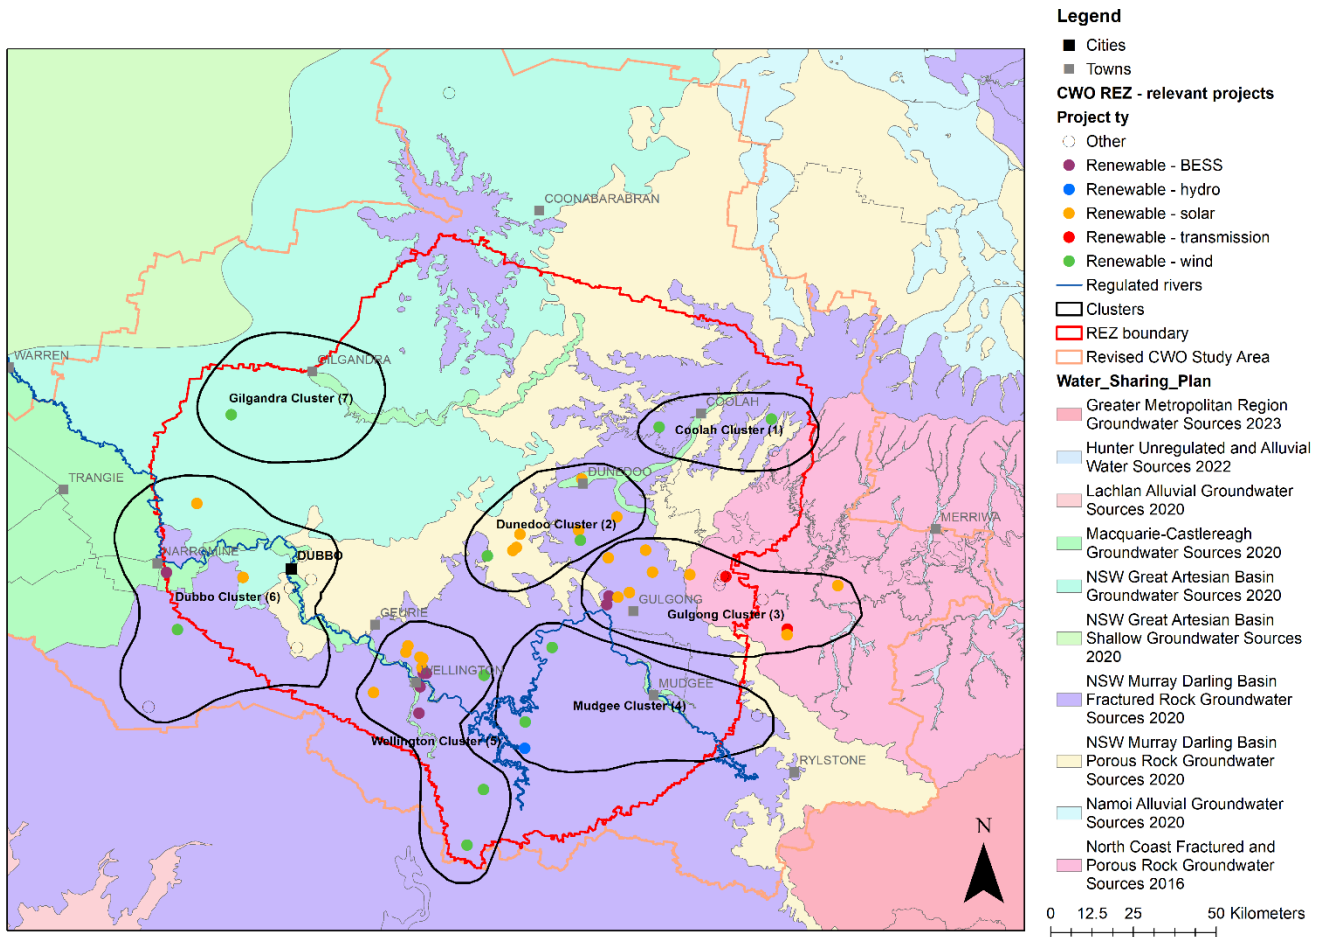 COONABARABRAN
WARREN
GILGANDRA
Gilgandra Cluster (7)
COOLAH
Coolah Cluster (1)
TRANGIE
DUNEDOO
Dunedoo Cluster (2)
MERRIWA
NARROMINE
DUBBO
Dubbo Cluster (6)
GULGONG
Gulgong Cluster (3)
GEURIE
WELLINGTON
MUDGEE
Mudgee Cluster (4)
Wellington Cluster (5)
RYLSTONE
N
Legend
Cities
Towns
CWO REZ - relevant projects
Project ty
Other
Renewable - BESS
Renewable - hydro
Renewable - solar
Renewable - transmission
Renewable - wind
Regulated rivers
Clusters
REZ boundary
Revised CWO Study Area
Water_Sharing_Plan
Greater Metropolitan Region
Groundwater Sources 2023
Hunter Unregulated and Alluvial
Water Sources 2022
Lachlan Alluvial Groundwater
Sources 2020
Macquarie-Castlereagh
Groundwater Sources 2020
NSW Great Artesian Basin
Groundwater Sources 2020
NSW Great Artesian Basin
Shallow Groundwater Sources
2020
NSW Murray Darling Basin
Fractured Rock Groundwater
Sources 2020
NSW Murray Darling Basin
Porous Rock Groundwater
Sources 2020
Namoi Alluvial Groundwater
Sources 2020
North Coast Fractured and
Porous Rock Groundwater
Sources 2016
0 12.5 25 50 Kilometers